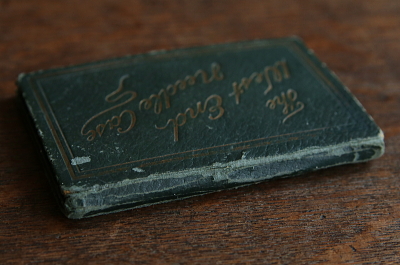 The
West End
Needle
Case